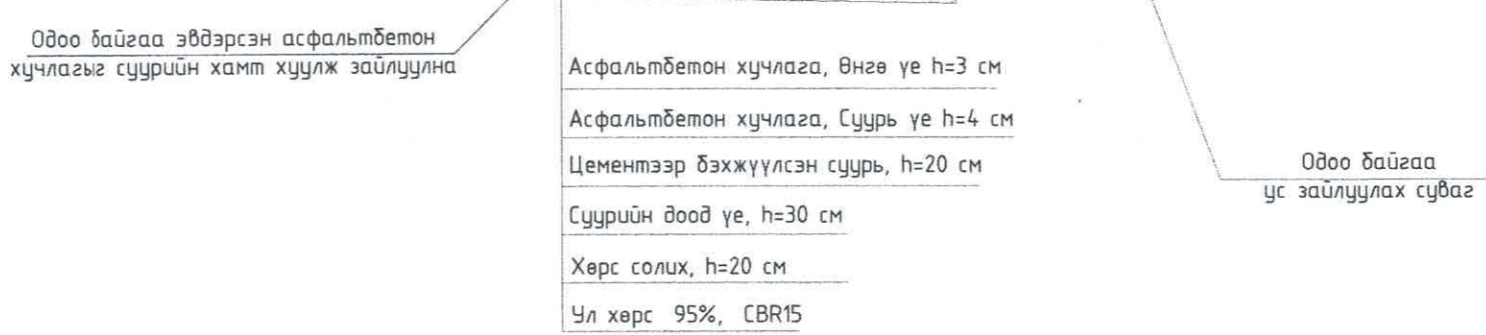 Одоо байгаа эвдэрсэн асфальтбетон
хучлагыг суурийн хамт хуулж зайлуулна
Асфальтбетон хучлага, Өнгө үе h=3 см
Асфальтбетон хучлага, Суурь үе h=4 см
Цементээр бэхжүүлсэн суурь, h=20 см
Суурийн доод үе, h=30 см
Хөрс солих, h=20 см
Ул хөрс 95%, CBR15
Одоо байгаа
ус зайлуулах суваг